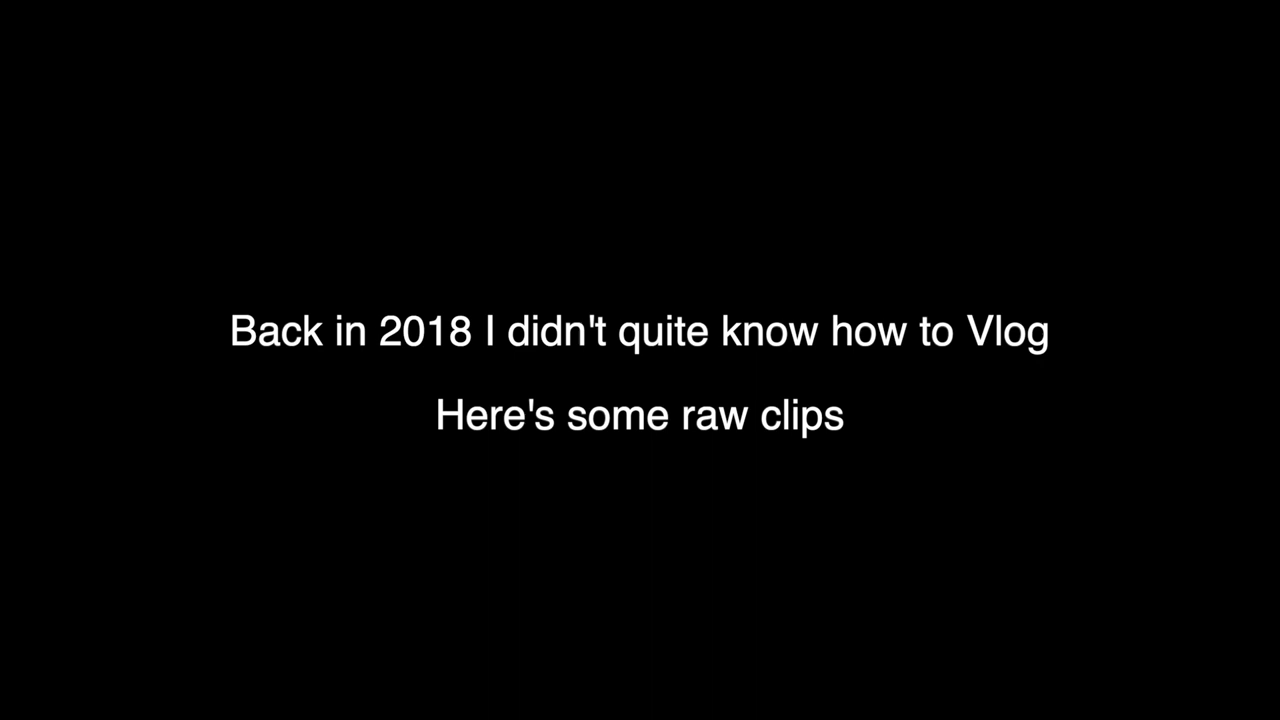 Back in 2018 I didn't quite know how to Vlog
Here's some raw clips